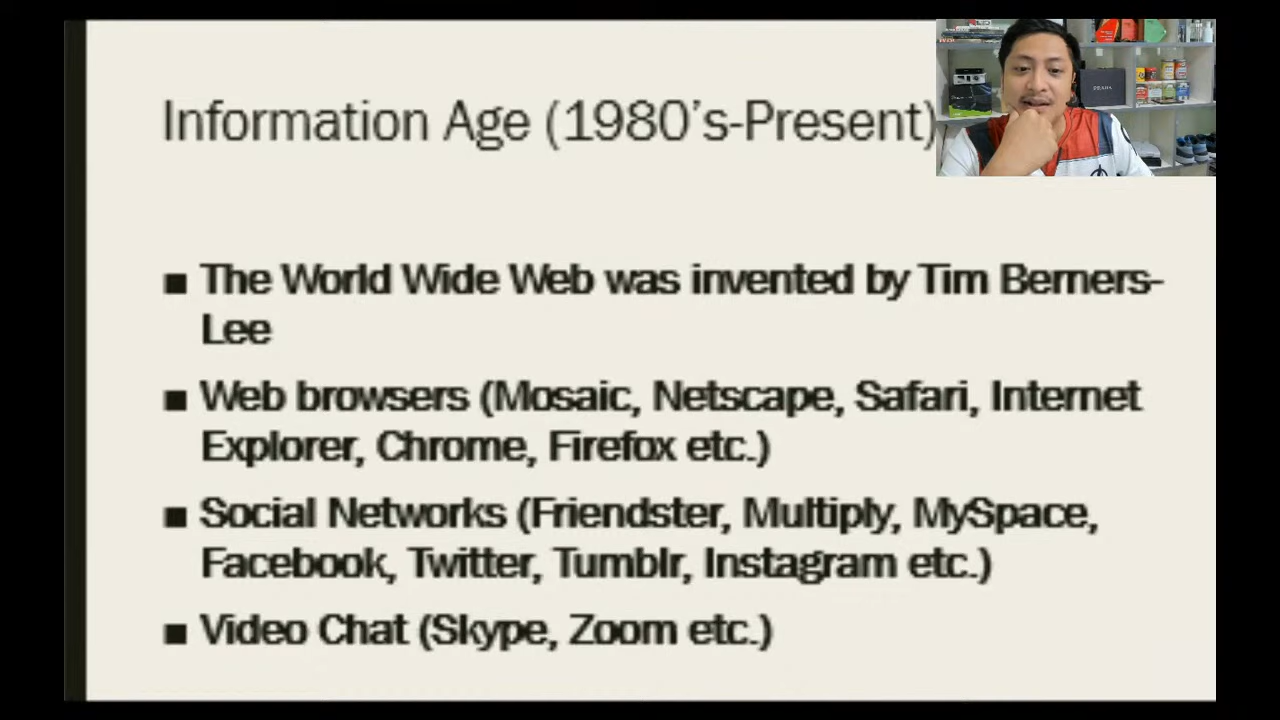 Information Age (1980's-Present)
■ The World Wide Web was invented by Tim Berners-
Lee
■ Web browsers (Mosaic, Netscape, Safari, Internet
Explorer, Chrome, Firefox etc.)
■ Social Networks (Friendster, Multiply, MySpace,
Facebook, Twitter, Tumblr, Instagram etc.)
■ Video Chat (Skype, Zoom etc.)
PRADA